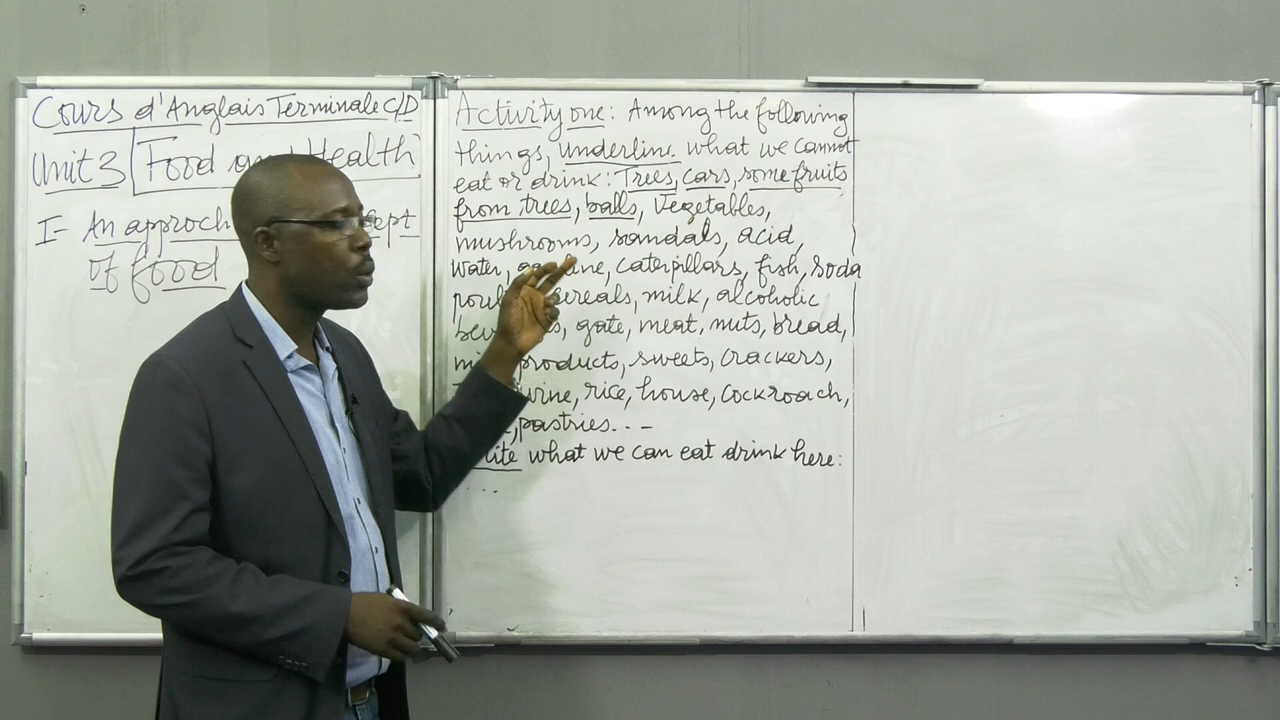 Cours d'Anglais Terminale C/D
Unit 3 Food and Health
I- An approch
of food
Activity one: Among the following
things, underline what we cannot
eat or drink: Trees, cars, some fruits
from trees, balls, vegetables,
mushrooms, sandals, acid,
Water, caterpillars, fish, soda
cereals, milk, alcoholic
gate, meat, nuts, bread,
products, sweets, crackers,
wine, rice, house, cockroach,
pastries...-
what we can eat drink here: